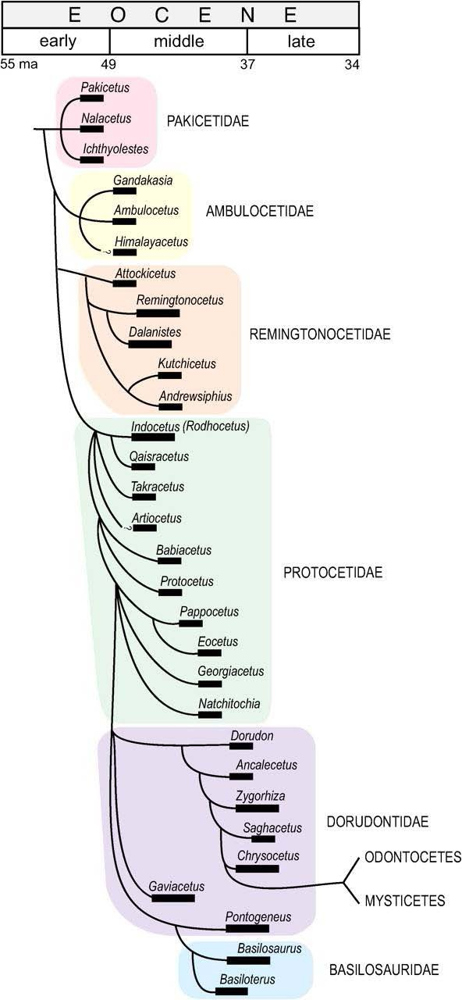 E O C E N E
early middle late
55 ma 49 37 34
Pakicetus
Nalacetus
PAKICETIDAE
Ichthyolestes
Gandakasia
Ambulocetus
AMBULOCETIDAE
Himalayacetus
?
Attockicetus
Remingtonocetus
Dalanistes
REMINGTONOCETIDAE
Kutchicetus
Andrewsiphius
Indocetus (Rodhocetus)
Qaisracetus
Takracetus
Artiocetus
?
Babiacetus
PROTOCETIDAE
Protocetus
Pappocetus
Eocetus
Georgiacetus
Natchitochia
Dorudon
Ancalecetus
Zygorhiza
DORUDONTIDAE
Saghacetus
Chrysocetus
ODONTOCETES
Gaviacetus
MYSTICETES
Pontogeneus
Basilosaurus
BASILOSAURIDAE
Basiloterus